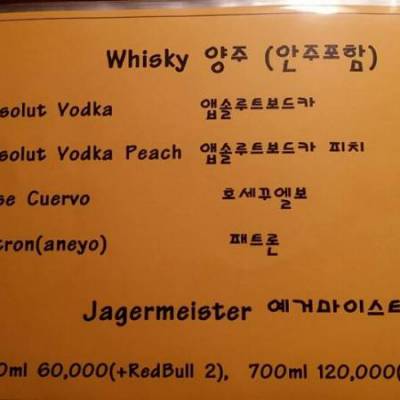 Whisky 양주 (안주포함)
solut Vodka 앱솔루트보드카
solut Vodka Peach 앱솔루트보드카 피치
se Cuervo 호세꾸엘보
tron(aneyo) 패트론
Jagermeister 예거마이스트
0ml 60,000(+RedBull 2), 700ml 120,000(